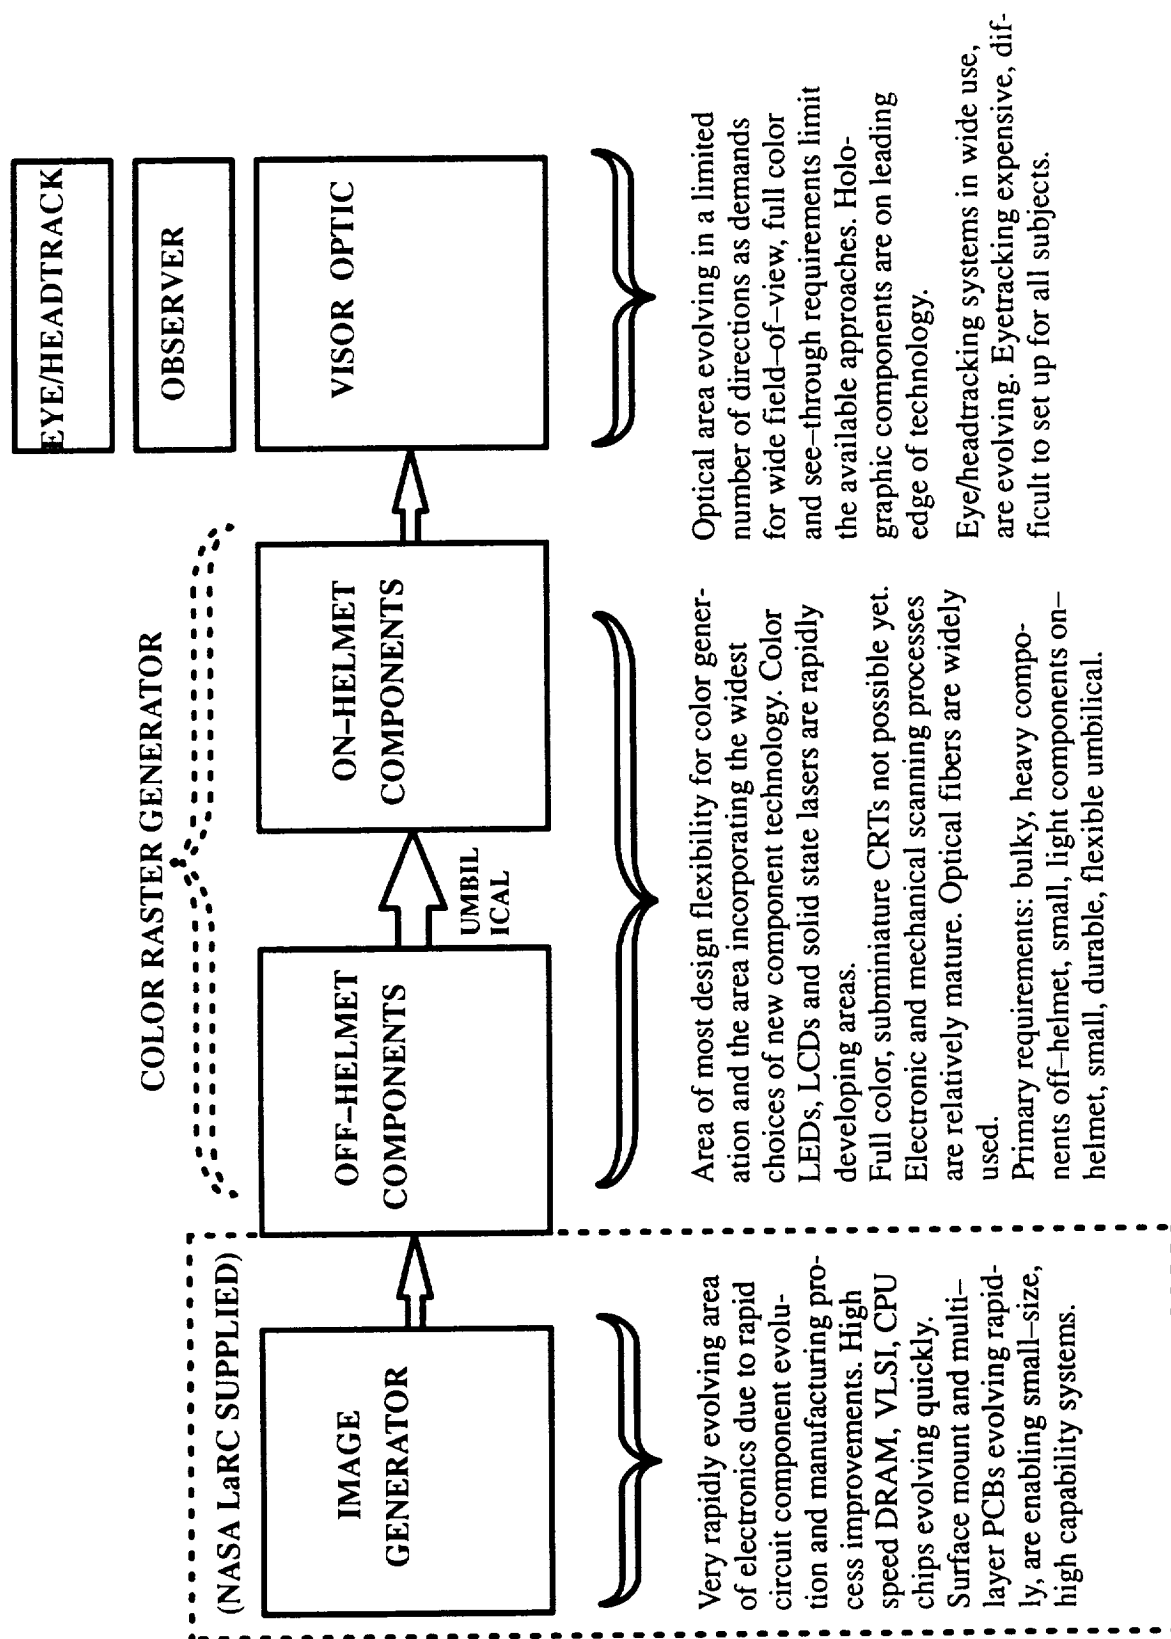 EYE/HEADTRACK
OBSERVER
COLOR RASTER GENERATOR
(NASA LaRC SUPPLIED)
IMAGE
GENERATOR
OFF–HELMET
COMPONENTS
UMBIL
ICAL
ON–HELMET
COMPONENTS
VISOR OPTIC
Very rapidly evolving area
of electronics due to rapid
circuit component evolu-
tion and manufacturing pro-
cess improvements. High
speed DRAM, VLSI, CPU
chips evolving quickly.
Surface mount and multi–
layer PCBs evolving rapid-
ly, are enabling small–size,
high capability systems.
Area of most design flexibility for color gener-
ation and the area incorporating the widest
choices of new component technology. Color
LEDs, LCDs and solid state lasers are rapidly
developing areas.
Full color, subminiature CRTs not possible yet.
Electronic and mechanical scanning processes
are relatively mature. Optical fibers are widely
used.
Primary requirements: bulky, heavy compo-
nents off–helmet, small, light components on–
helmet, small, durable, flexible umbilical.
Optical area evolving in a limited
number of directions as demands
for wide field–of–view, full color
and see–through requirements limit
the available approaches. Holo-
graphic components are on leading
edge of technology.
Eye/headtracking systems in wide use,
are evolving. Eyetracking expensive, dif-
ficult to set up for all subjects.